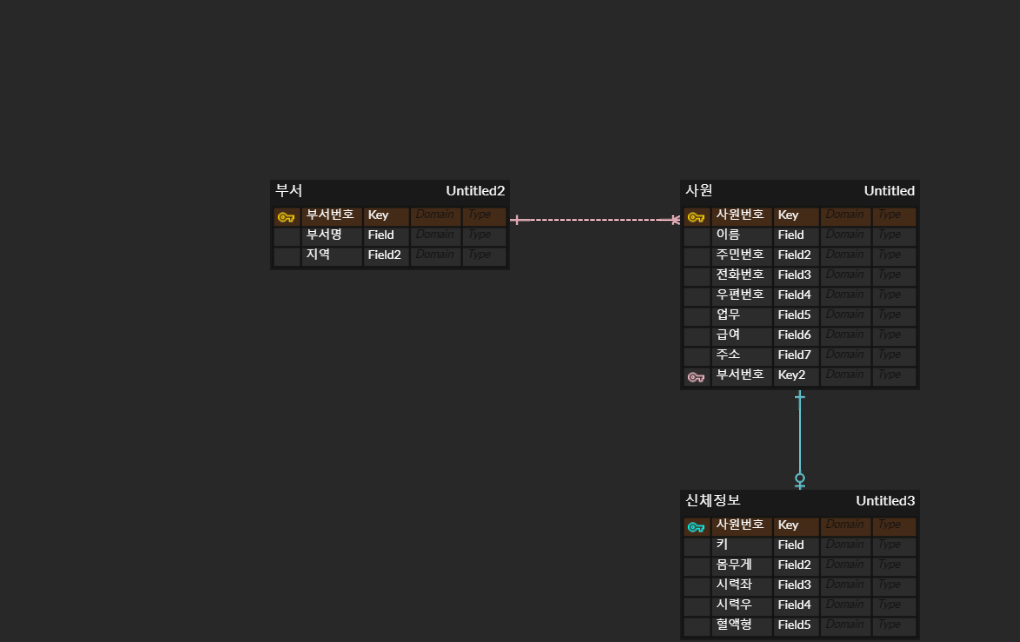 부서 Untitled2
부서번호 Key Domain Type
부서명 Field Domain Type
지역 Field2 Domain Type
사원 Untitled
사원번호 Key Domain Type
이름 Field Domain Type
주민번호 Field2 Domain Type
전화번호 Field3 Domain Type
우편번호 Field4 Domain Type
업무 Field5 Domain Type
급여 Field6 Domain Type
주소 Field7 Domain Type
부서번호 Key2 Domain Type
신체정보 Untitled3
사원번호 Key Domain Type
키 Field Domain Type
몸무게 Field2 Domain Type
시력좌 Field3 Domain Type
시력우 Field4 Domain Type
혈액형 Field5 Domain Type